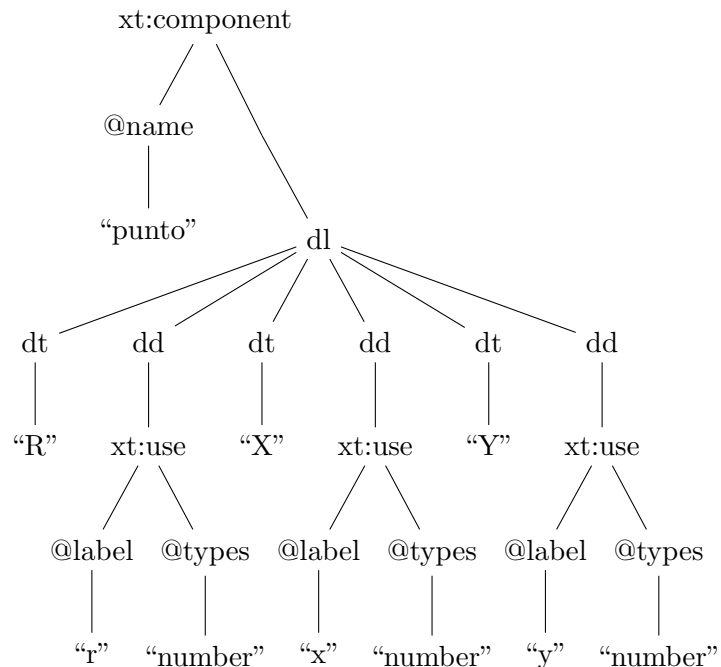 xt:component
@name
“punto”
dl
dt dd dt dd dt dd
“R” xt:use “X” xt:use “Y” xt:use
@label @types @label @types @label @types
“r” “number” “x” “number” “y” “number”